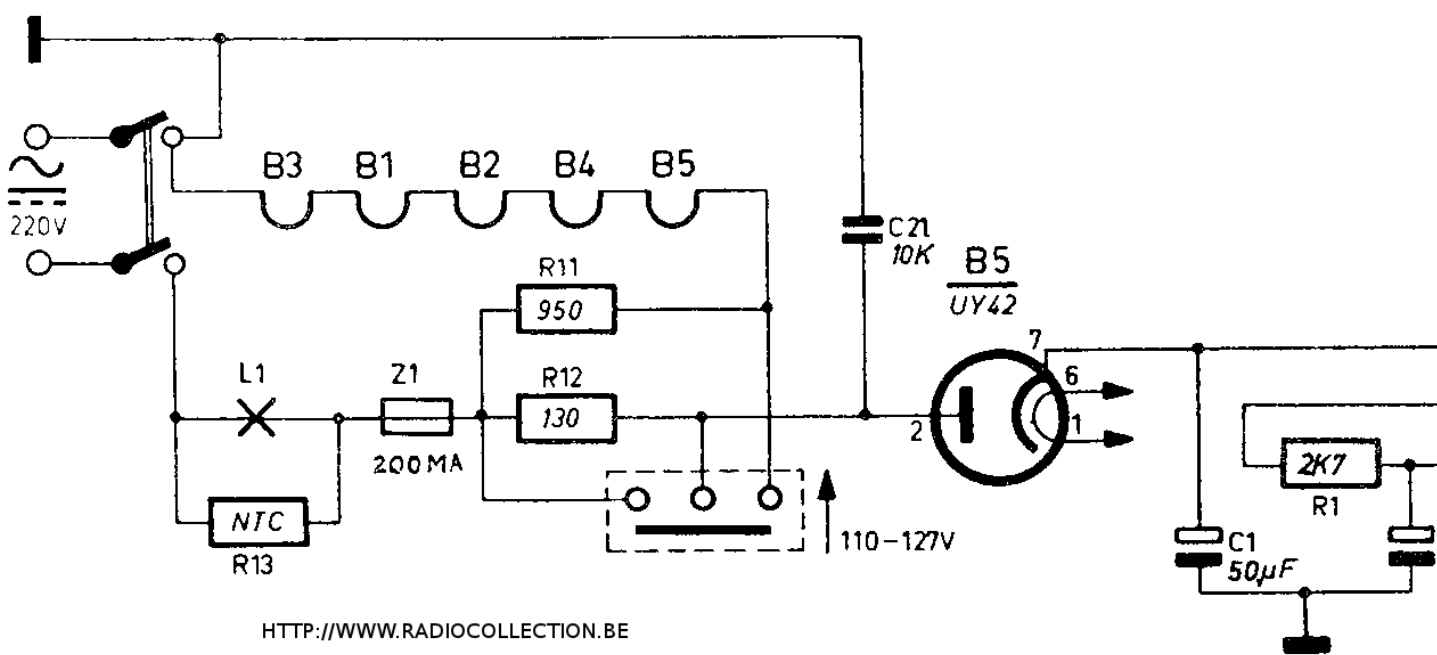 B3 B1 B2 B4 B5
220V
C21
10K
B5
UY42
R11
950
7
L1
Z1
R12
130
6
2
1
200MA
2K7
R1
NTC
R13
110-127V
C1
50µF
HTTP://WWW.RADIOCOLLECTION.BE